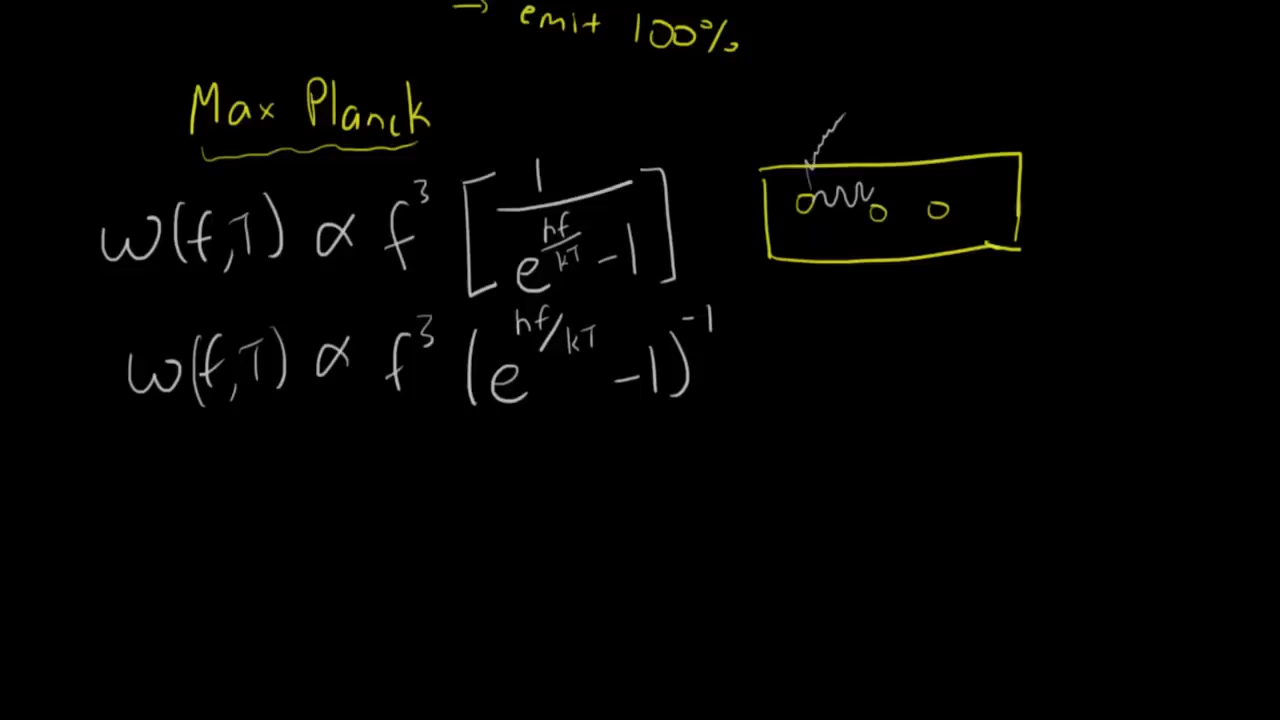 → emit 100%
Max Planck
w(f,T) ∝ f³ [1/(e^(hf/kT) - 1)]
w(f,T) ∝ f³ (e^(hf/kT) - 1)⁻¹